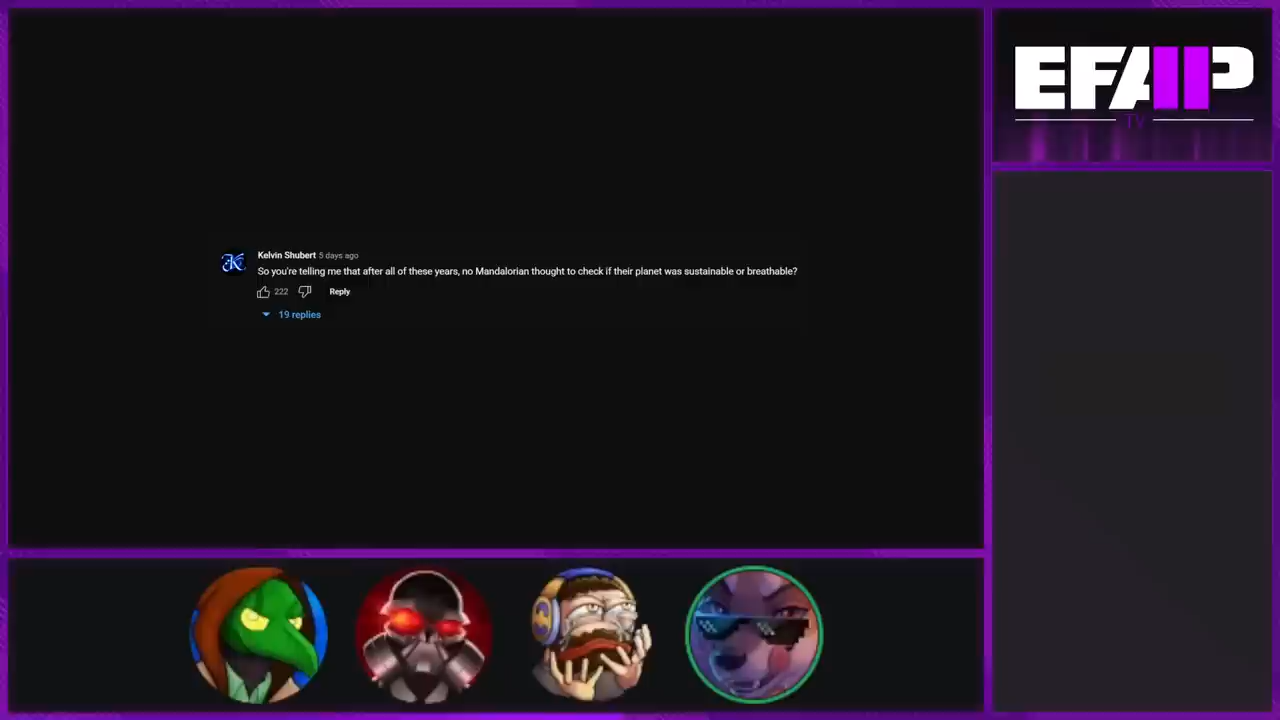 EFAP
TV
Kelvin Shubert 5 days ago
So you're telling me that after all of these years, no Mandalorian thought to check if their planet was sustainable or breathable?
222 Reply
19 replies